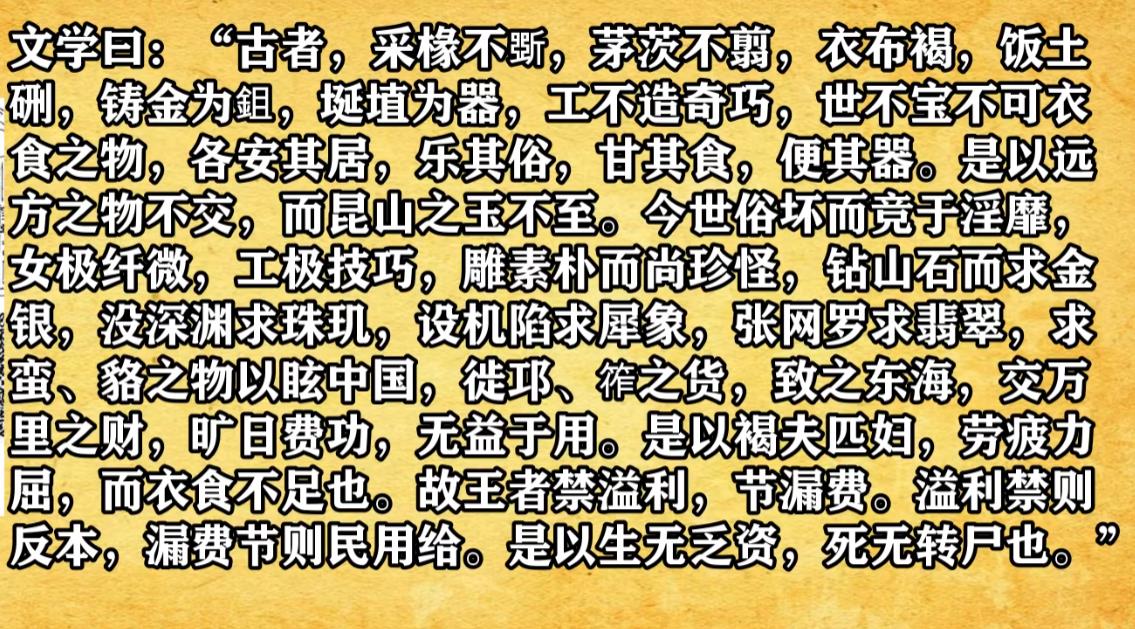 文学曰：“古者，采椽不斲，茅茨不翦，衣布褐，饭土
硎，铸金为鉏，埏埴为器，工不造奇巧，世不宝不可衣
食之物，各安其居，乐其俗，甘其食，便其器。是以远
方之物不交，而昆山之玉不至。今世俗坏而竞于淫靡，
女极纤微，工极技巧，雕素朴而尚珍怪，钻山石而求金
银，没深渊求珠玑，设机陷求犀象，张网罗求翡翠，求
蛮、貉之物以眩中国，徙邛、筰之货，致之东海，交万
里之财，旷日费功，无益于用。是以褐夫匹妇，劳疲力
屈，而衣食不足也。故王者禁溢利，节漏费。溢利禁则
反本，漏费节则民用给。是以生无乏资，死无转尸也。”